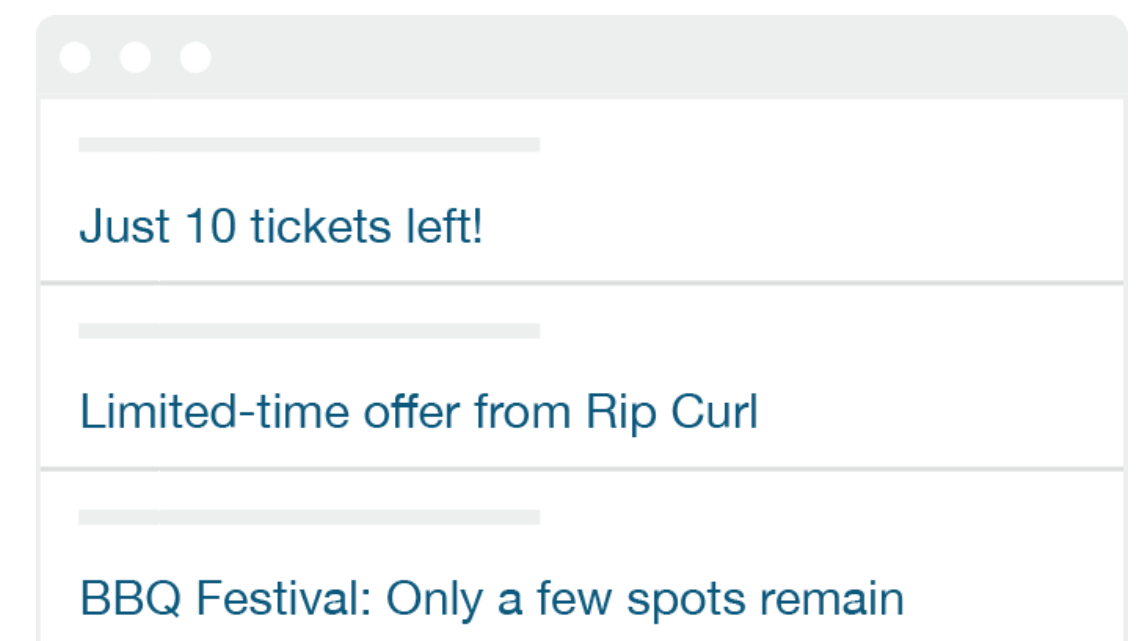 Just 10 tickets left!
Limited-time offer from Rip Curl
BBQ Festival: Only a few spots remain